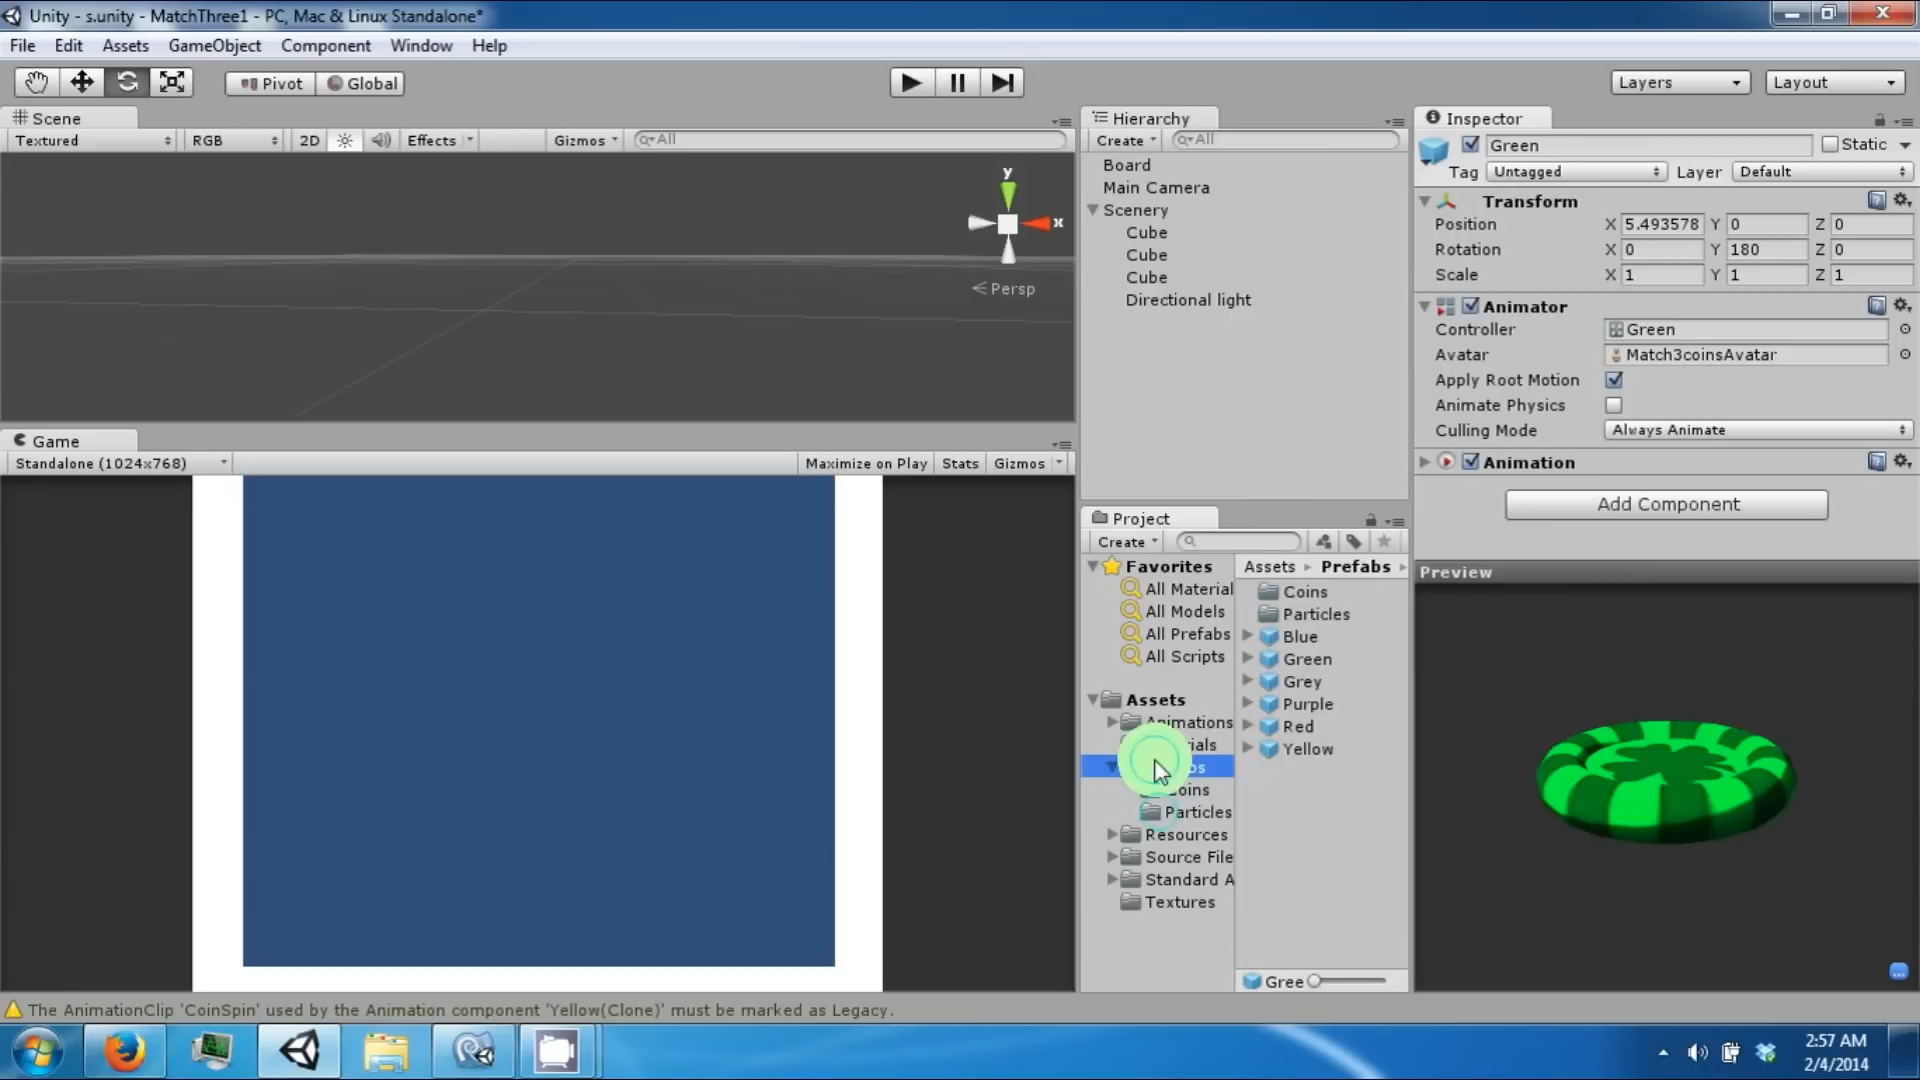 Unity - s.unity - MatchThree1 - PC, Mac & Linux Standalone*
File Edit Assets GameObject Component Window Help
Pivot Global Layers Layout
Scene
Textured RGB 2D Effects Gizmos All
y
x
Persp
Game
Standalone (1024x768) Maximize on Play Stats Gizmos
Hierarchy
Create All
Board
Main Camera
Scenery
Cube
Cube
Cube
Directional light
Project
Create
Favorites
All Material
All Models
All Prefabs
All Scripts
Assets
Animations
ials
os
oins
Particles
Resources
Source File
Standard A
Textures
Assets Prefabs
Coins
Particles
Blue
Green
Grey
Purple
Red
Yellow
Gree
Inspector
Green Static
Tag Untagged Layer Default
Transform
Position X 5.493578 Y 0 Z 0
Rotation X 0 Y 180 Z 0
Scale X 1 Y 1 Z 1
Animator
Controller Green
Avatar Match3coinsAvatar
Apply Root Motion
Animate Physics
Culling Mode Always Animate
Animation
Add Component
Preview
The AnimationClip 'CoinSpin' used by the Animation component 'Yellow(Clone)' must be marked as Legacy.
2:57 AM
2/4/2014